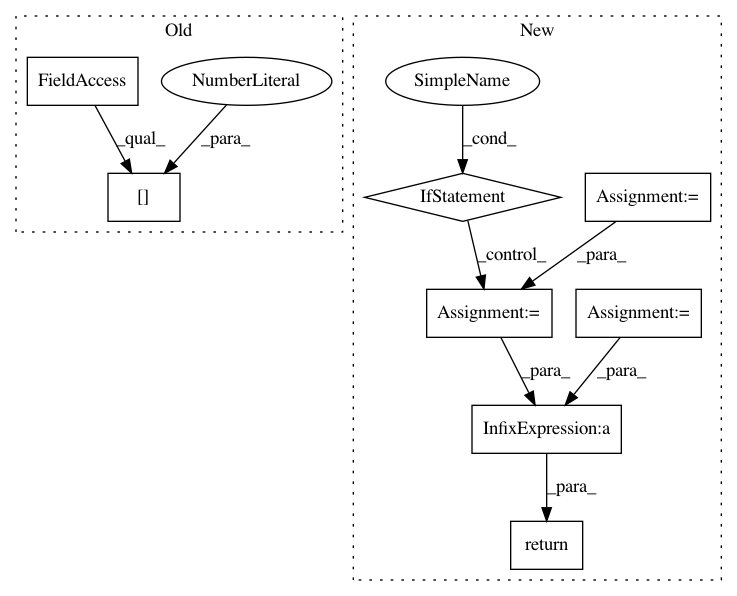 Old
New
FieldAccess
NumberLiteral
SimpleName
_qual_
_para_
_cond_
[]
IfStatement
Assignment:=
_control_
_para_
Assignment:=
Assignment:=
_para_
_para_
InfixExpression:a
_para_
return